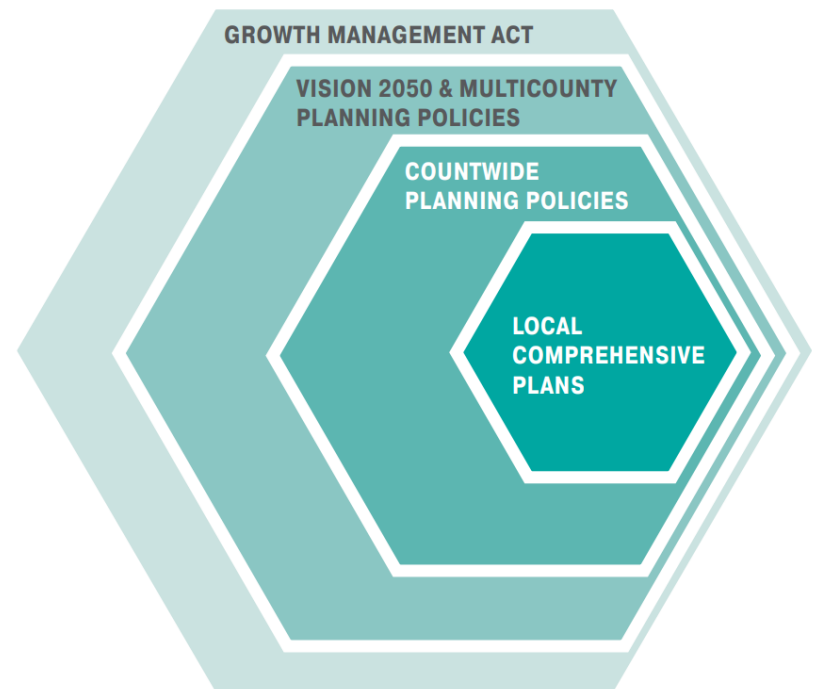 GROWTH MANAGEMENT ACT
VISION 2050 & MULTICOUNTY
PLANNING POLICIES
COUNTWIDE
PLANNING POLICIES
LOCAL
COMPREHENSIVE
PLANS